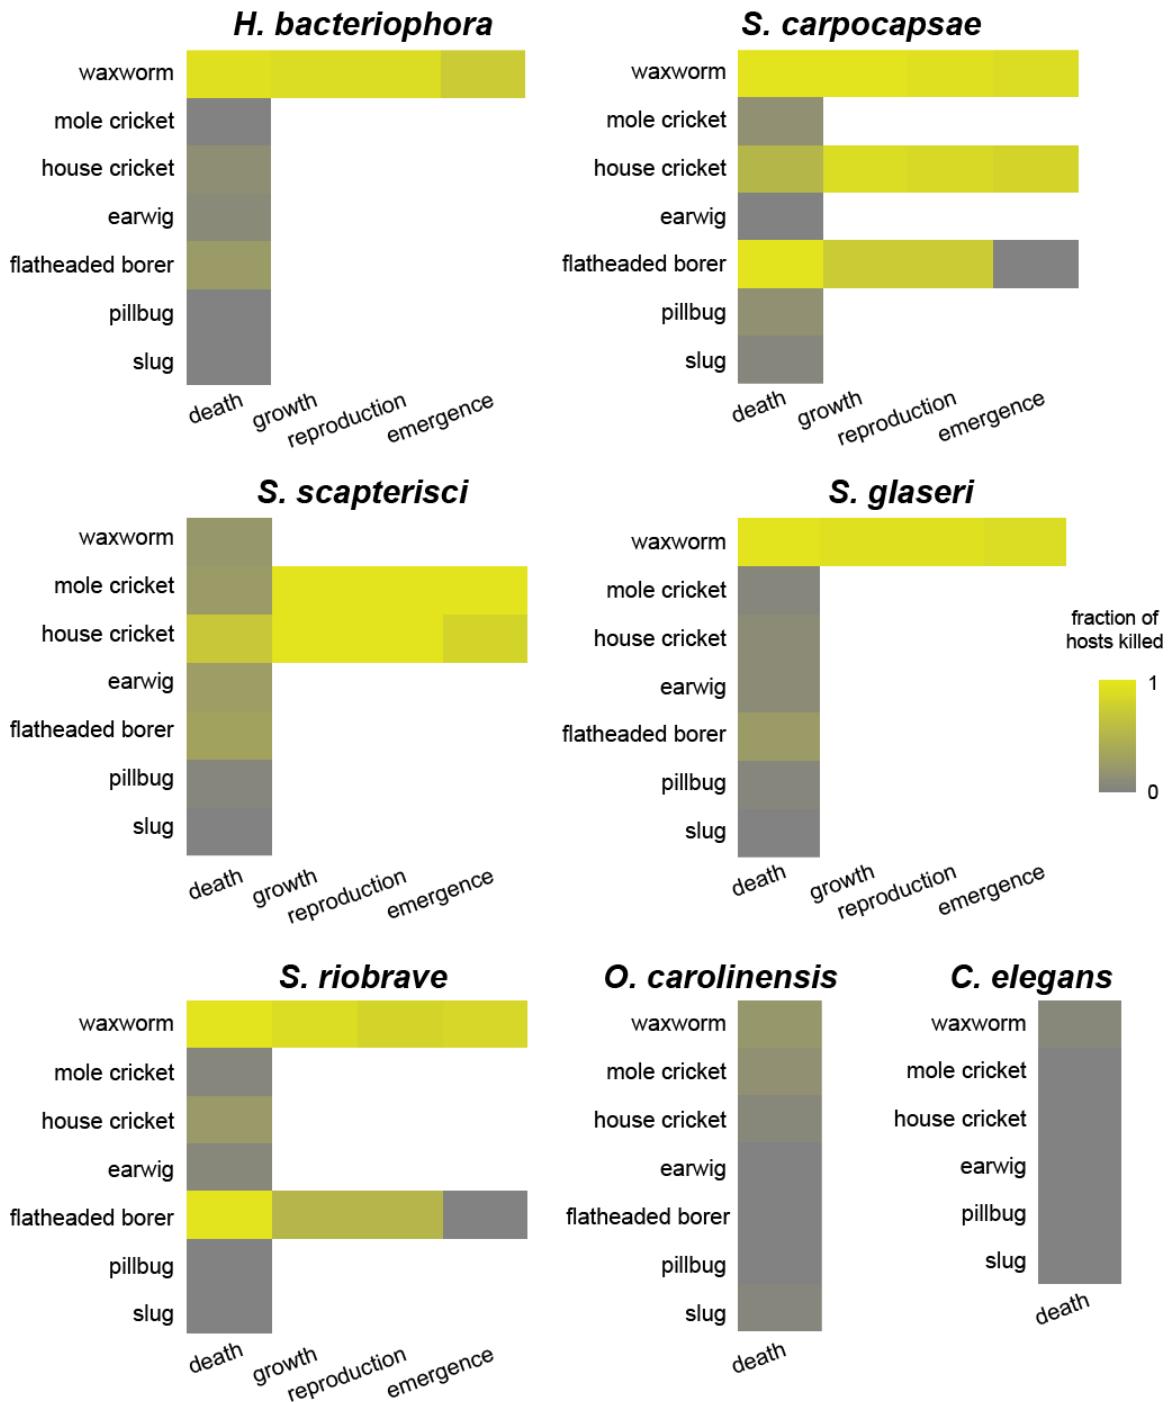 H. bacteriophora
waxworm
mole cricket
house cricket
earwig
flatheaded borer
pillbug
slug
death
growth
reproduction
emergence
S. carpocapsae
waxworm
mole cricket
house cricket
earwig
flatheaded borer
pillbug
slug
death
growth
reproduction
emergence
S. scapterisci
waxworm
mole cricket
house cricket
earwig
flatheaded borer
pillbug
slug
death
growth
reproduction
emergence
S. glaseri
waxworm
mole cricket
house cricket
earwig
flatheaded borer
pillbug
slug
death
growth
reproduction
emergence
fraction of
hosts killed
1
0
S. riobrave
waxworm
mole cricket
house cricket
earwig
flatheaded borer
pillbug
slug
death
growth
reproduction
emergence
O. carolinensis
waxworm
mole cricket
house cricket
earwig
flatheaded borer
pillbug
slug
death
C. elegans
waxworm
mole cricket
house cricket
earwig
pillbug
slug
death